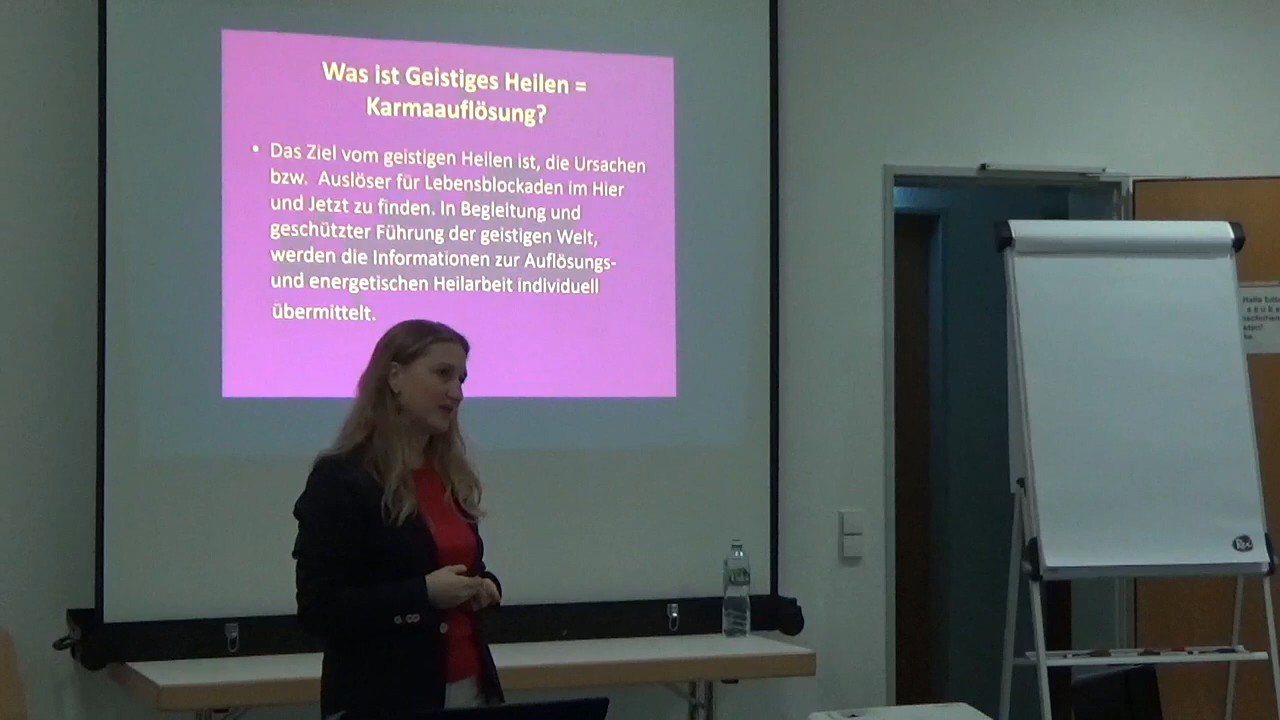 Was ist Geistiges Heilen =
Karmaauflösung?
• Das Ziel vom geistigen Heilen ist, die Ursachen
bzw. Auslöser für Lebensblockaden im Hier
und Jetzt zu finden. In Begleitung und
geschützter Führung der geistigen Welt,
werden die Informationen zur Auflösungs-
und energetischen Heilarbeit individuell
übermittelt.